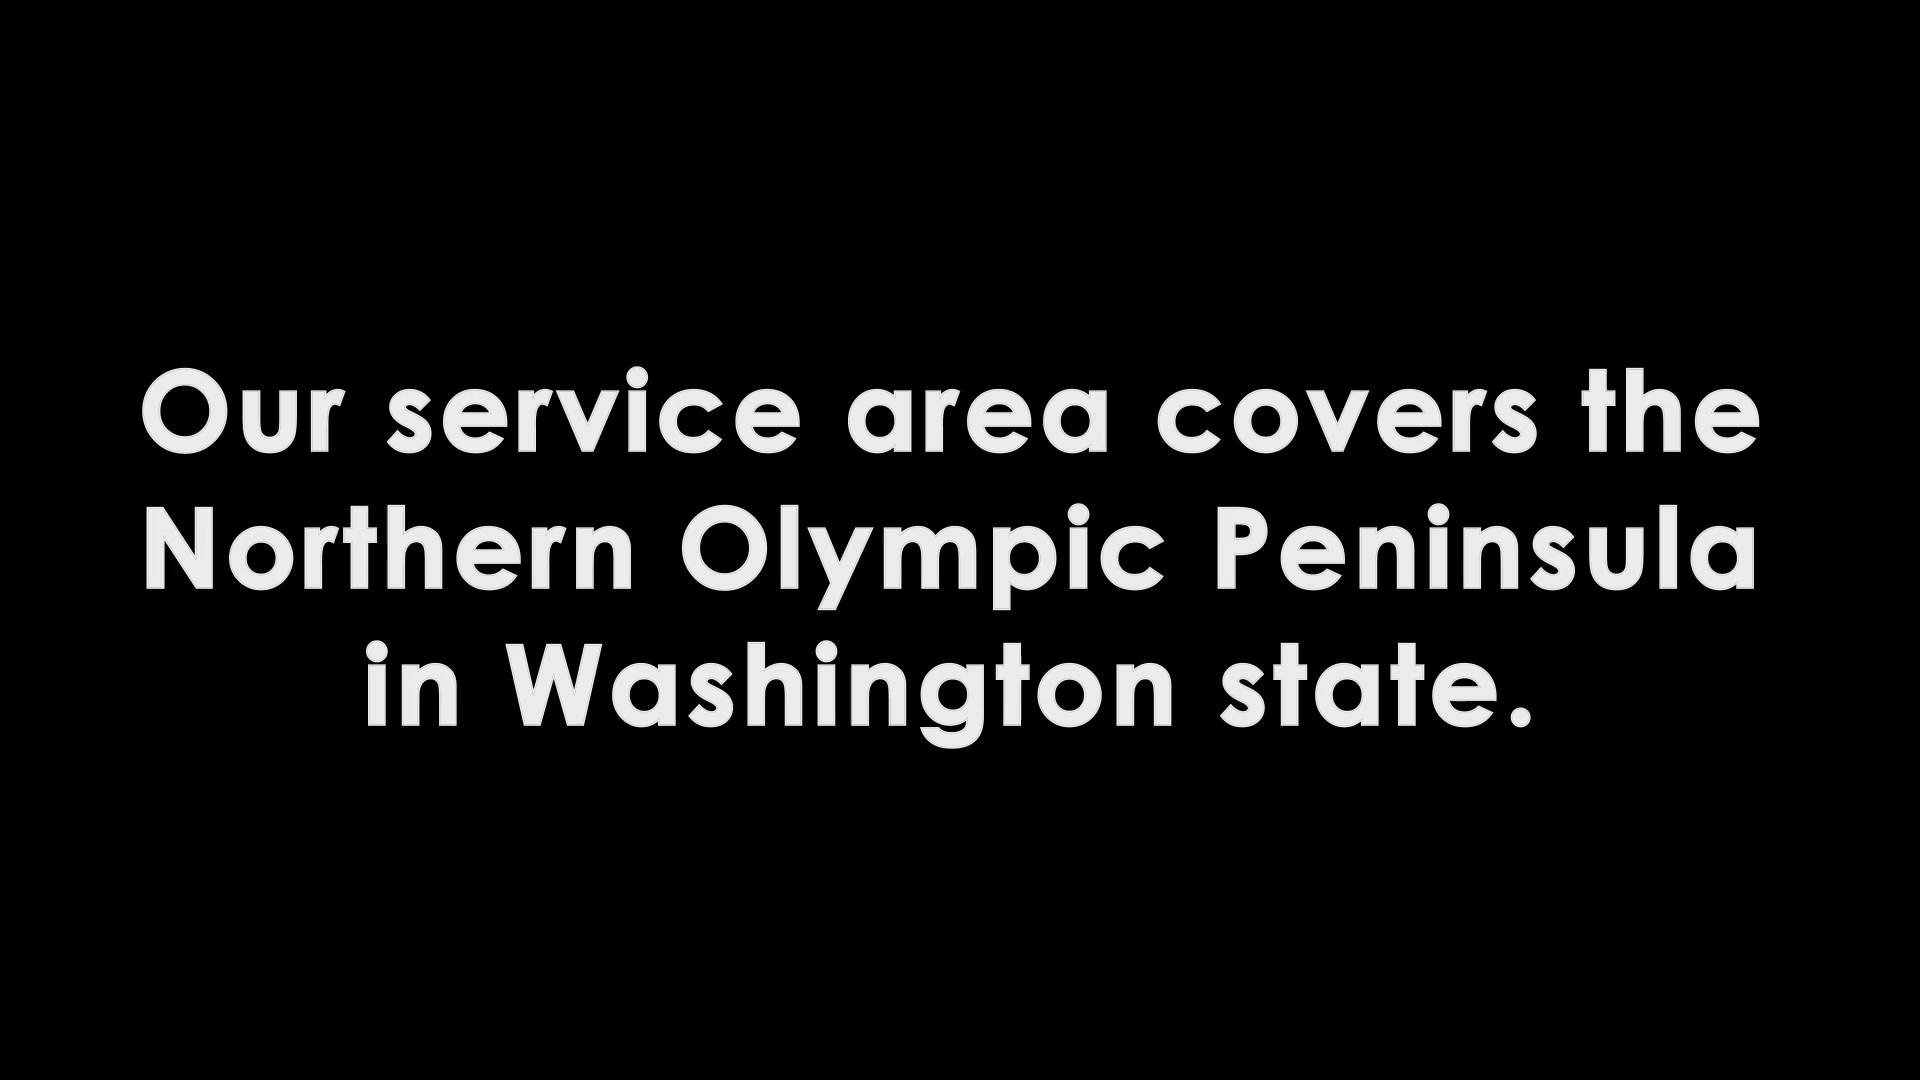 Our service area covers the
Northern Olympic Peninsula
in Washington state.